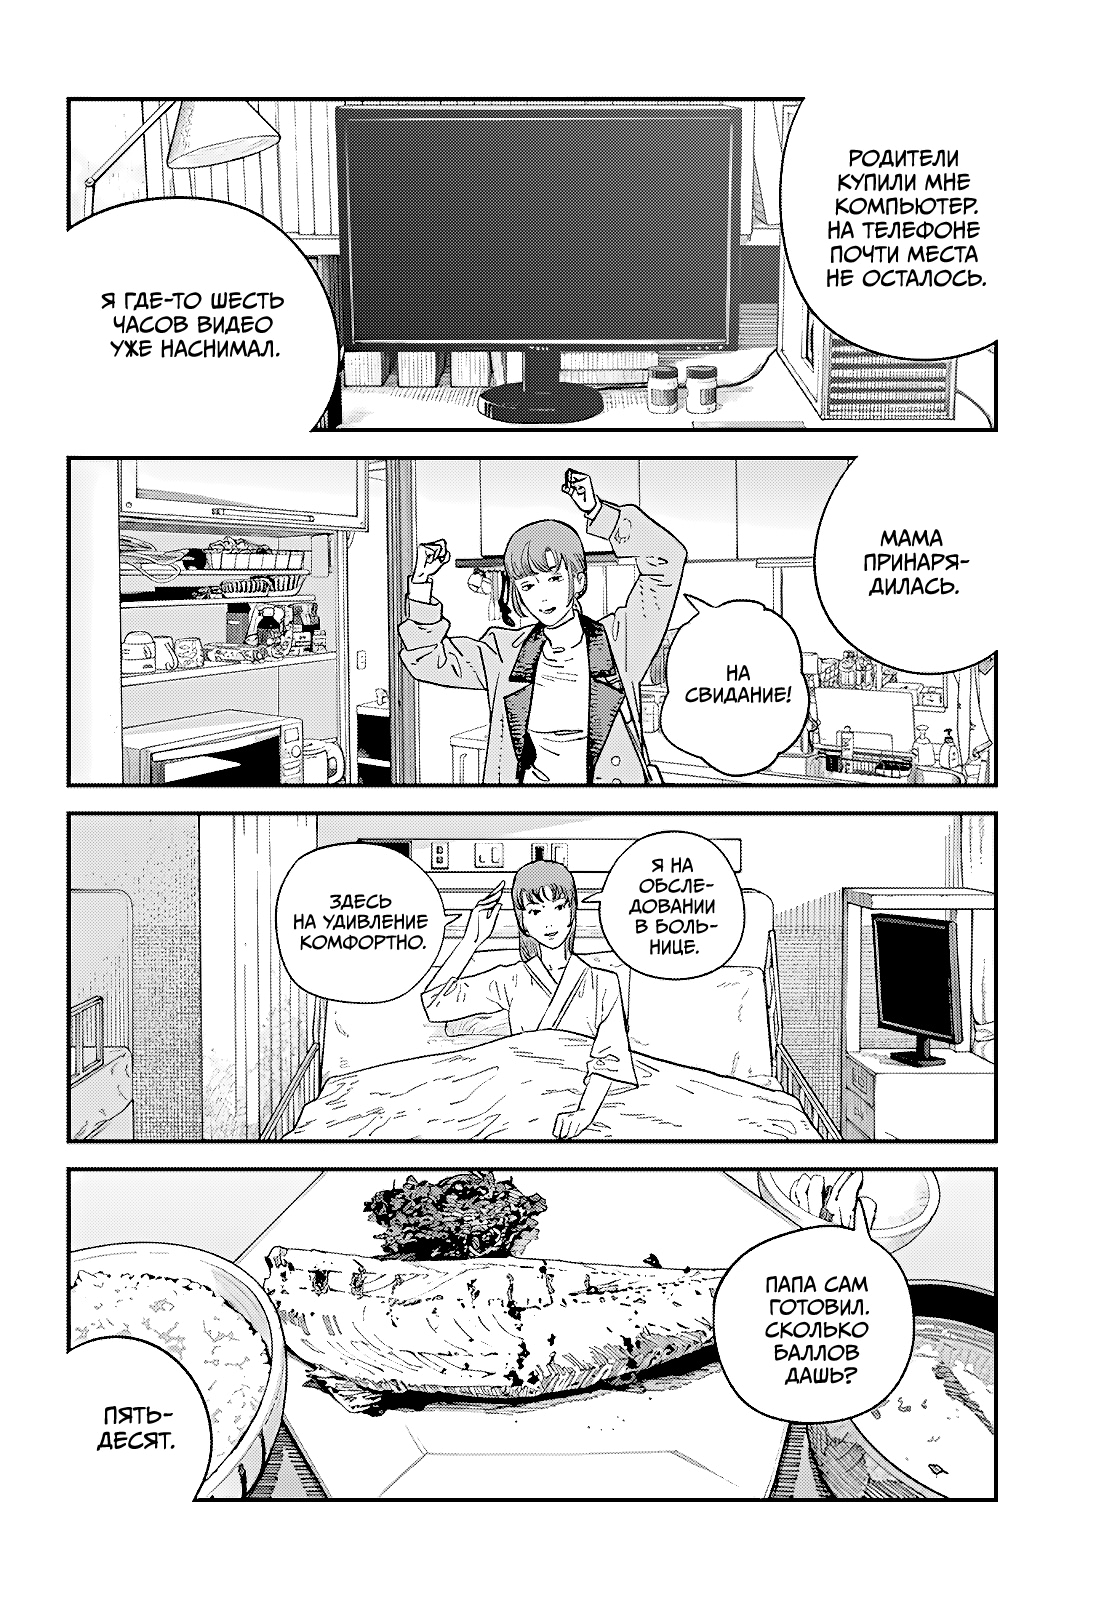 РОДИТЕЛИ
КУПИЛИ МНЕ
КОМПЬЮТЕР.
НА ТЕЛЕФОНЕ
ПОЧТИ МЕСТА
НЕ ОСТАЛОСЬ.
Я ГДЕ-ТО ШЕСТЬ
ЧАСОВ ВИДЕО
УЖЕ НАСНИМАЛ.
МАМА
ПРИНАРЯ-
ДИЛАСЬ.
НА
СВИДАНИЕ!
Я НА
ОБСЛЕ-
ДОВАНИИ
В БОЛЬ-
НИЦЕ.
ЗДЕСЬ
НА УДИВЛЕНИЕ
КОМФОРТНО.
ПАПА САМ
ГОТОВИЛ.
СКОЛЬКО
БАЛЛОВ
ДАШЬ?
ПЯТЬ-
ДЕСЯТ.